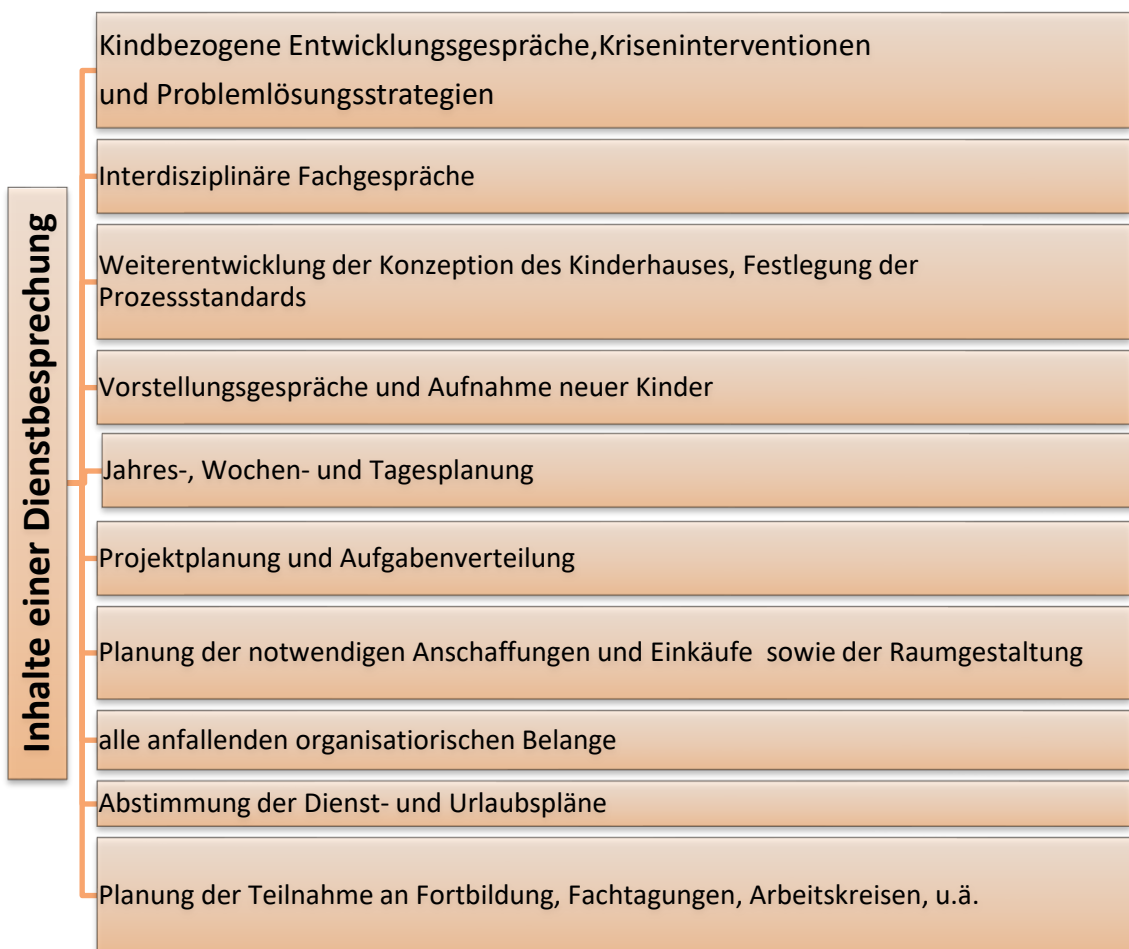 Inhalte einer Dienstbesprechung
Kindbezogene Entwicklungsgespräche,Kriseninterventionen
und Problemlösungsstrategien
Interdisziplinäre Fachgespräche
Weiterentwicklung der Konzeption des Kinderhauses, Festlegung der
Prozessstandards
Vorstellungsgespräche und Aufnahme neuer Kinder
Jahres-, Wochen- und Tagesplanung
Projektplanung und Aufgabenverteilung
Planung der notwendigen Anschaffungen und Einkäufe sowie der Raumgestaltung
alle anfallenden organisatiorischen Belange
Abstimmung der Dienst- und Urlaubspläne
Planung der Teilnahme an Fortbildung, Fachtagungen, Arbeitskreisen, u.ä.